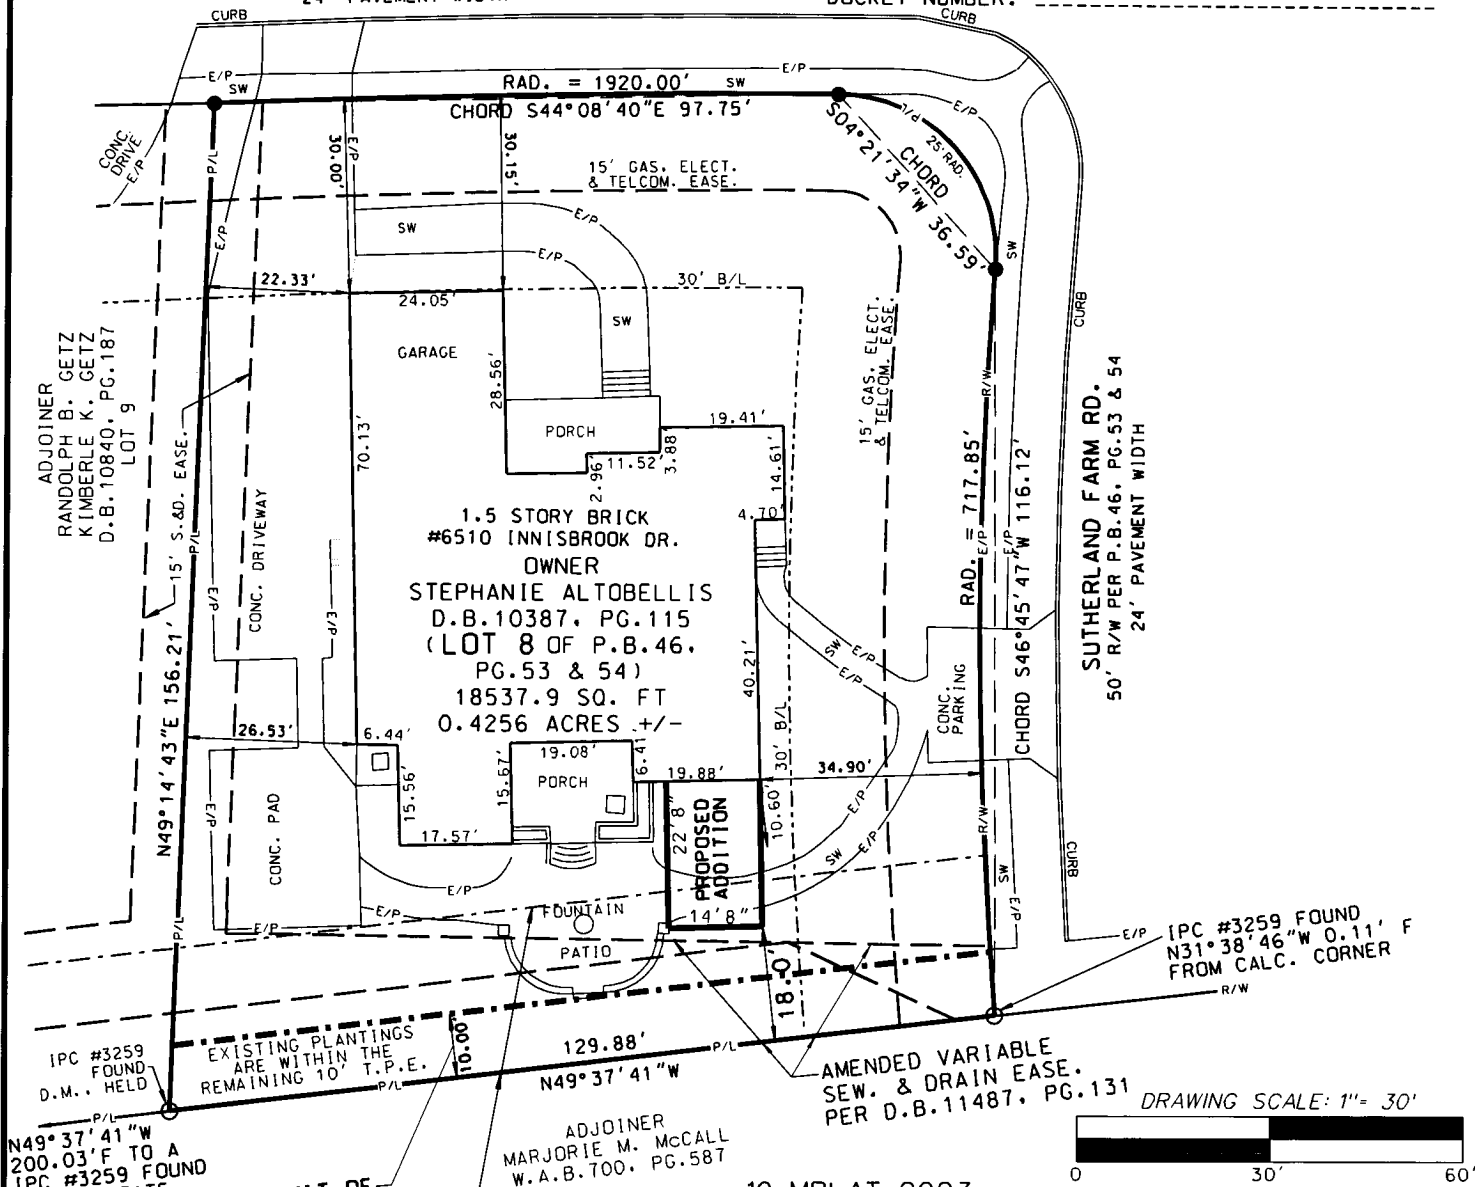 CURB
CURB
E/P
SW
RAD. = 1920.00'
SW
E/P
CHORD S44°08'40"E 97.75'
E/P
P/L
25' RAD.
CHORD
S04°21'34"W 36.59'
SW
CONC.
DRIVE
E/P
P/L
E/P
30.00'
E/P
30.15'
15' GAS, ELECT.
& TELCOM. EASE.
SW
E/P
E/P
22.33'
24.05'
30' B/L
SW
GARAGE
28.56'
PORCH
19.41'
11.52'
3.88
2.96'
14.61'
4.70'
70.13'
15' GAS, ELECT.
& TELCOM. EASE.
R/W
CURB
ADJOINER
RANDOLPH B. GETZ
KIMBERLE K. GETZ
D.B.10840, PG.187
LOT 9
15' S.&D. EASE.
P/L
N49°14'43"E 156.21'
E/P
CONC. DRIVEWAY
E/P
1.5 STORY BRICK
#6510 INNISBROOK DR.
OWNER
STEPHANIE ALTOBELLIS
D.B.10387, PG.115
(LOT 8 OF P.B.46,
PG.53 & 54)
18537.9 SQ. FT
0.4256 ACRES +/-
RAD. = 717.85'
E/P
E/P
CHORD S46°45'47"W 116.12'
SUTHERLAND FARM RD.
50' R/W PER P.B.46, PG.53 & 54
24' PAVEMENT WIDTH
40.21'
30' B/L
SW
E/P
E/P
CONC.
PARKING
26.53'
6.44'
15.56'
17.57'
15.67'
19.08'
PORCH
6.41
19.88'
34.90'
22'8"
PROPOSED
ADDITION
14'8"
10.60'
E/P
SW
E/P
R/W
SW
E/P
CURB
E/P
CONC. PAD
E/P
E/P
E/P
P/L
FOUNTAIN
PATIO
18.0
E/P
IPC #3259 FOUND
N31°38'46"W 0.11' F
FROM CALC. CORNER
R/W
IPC #3259
FOUND
D.M., HELD
EXISTING PLANTINGS
ARE WITHIN THE
REMAINING 10' T.P.E.
10.00'
129.88'
P/L
P/L
N49°37'41"W
AMENDED VARIABLE
SEW. & DRAIN EASE.
PER D.B.11487, PG.131
P/L
N49°37'41"W
200.03'F TO A
IPC #3259 FOUND
ADJOINER
MARJORIE M. McCALL
W.A.B.700, PG.587
DRAWING SCALE: 1"= 30'
0 30' 60'